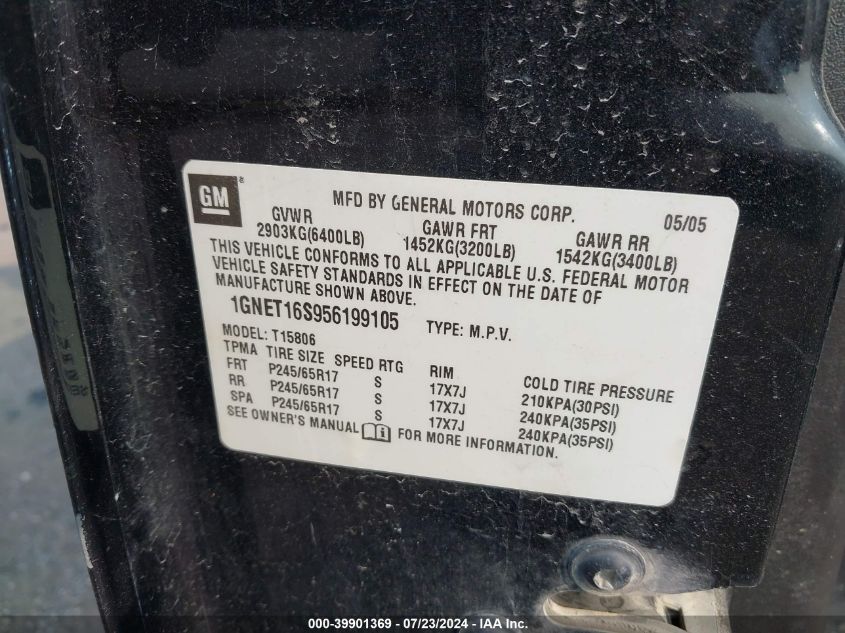 GM
MFD BY GENERAL MOTORS CORP. 05/05
GVWR GAWR FRT GAWR RR
2903KG(6400LB) 1452KG(3200LB) 1542KG(3400LB)
THIS VEHICLE CONFORMS TO ALL APPLICABLE U.S. FEDERAL MOTOR
VEHICLE SAFETY STANDARDS IN EFFECT ON THE DATE OF
MANUFACTURE SHOWN ABOVE.
1GNET16S956199105 TYPE: M.P.V.
MODEL: T15806
TPMA TIRE SIZE SPEED RTG RIM COLD TIRE PRESSURE
FRT P245/65R17 S 17X7J 210KPA(30PSI)
RR P245/65R17 S 17X7J 240KPA(35PSI)
SPA P245/65R17 S 17X7J 240KPA(35PSI)
SEE OWNER'S MANUAL i FOR MORE INFORMATION.
000-39901369 | 07/23/2024 - IAA, Inc.